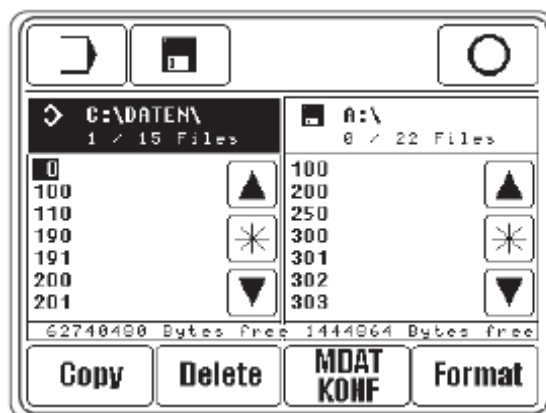 C:\DATEN\
1 / 15 Files
A:\
0 / 22 Files
0
100
110
190
191
200
201
100
200
250
300
301
302
303
62740480 Bytes free
1444864 Bytes free
Copy
Delete
MDAT
KONF
Format